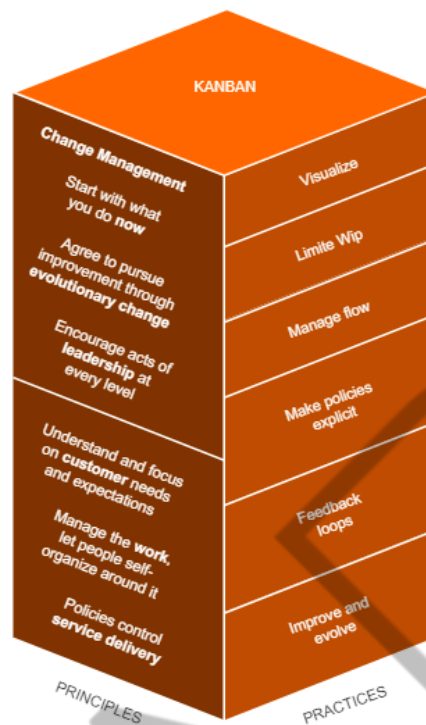 KANBAN
Change Management
Start with what
you do now
Agree to pursue
improvement through
evolutionary change
Encourage acts of
leadership at
every level
Understand and focus
on customer needs
and expectations
Manage the work,
let people self-
organize around it
Policies control
service delivery
PRINCIPLES
Visualize
Limite Wip
Manage flow
Make policies
explicit
Feedback
loops
Improve and
evolve
PRACTICES